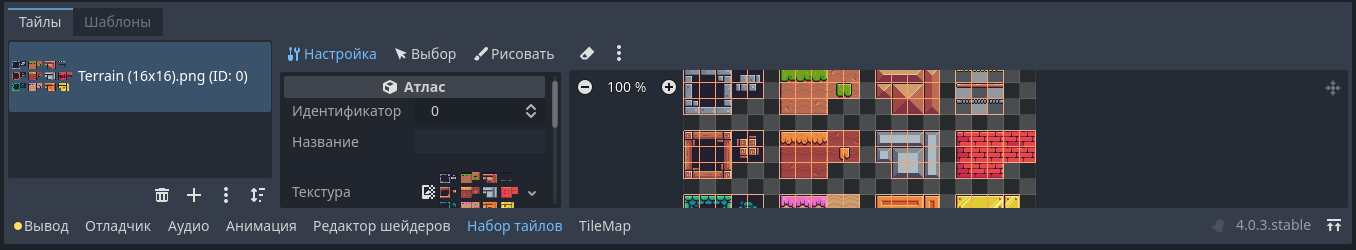 Тайлы Шаблоны
Terrain (16x16).png (ID: 0)
Настройка Выбор Рисовать
Атлас
Идентификатор 0
Название
Текстура
100 %
Вывод Отладчик Аудио Анимация Редактор шейдеров Набор тайлов TileMap 4.0.3.stable